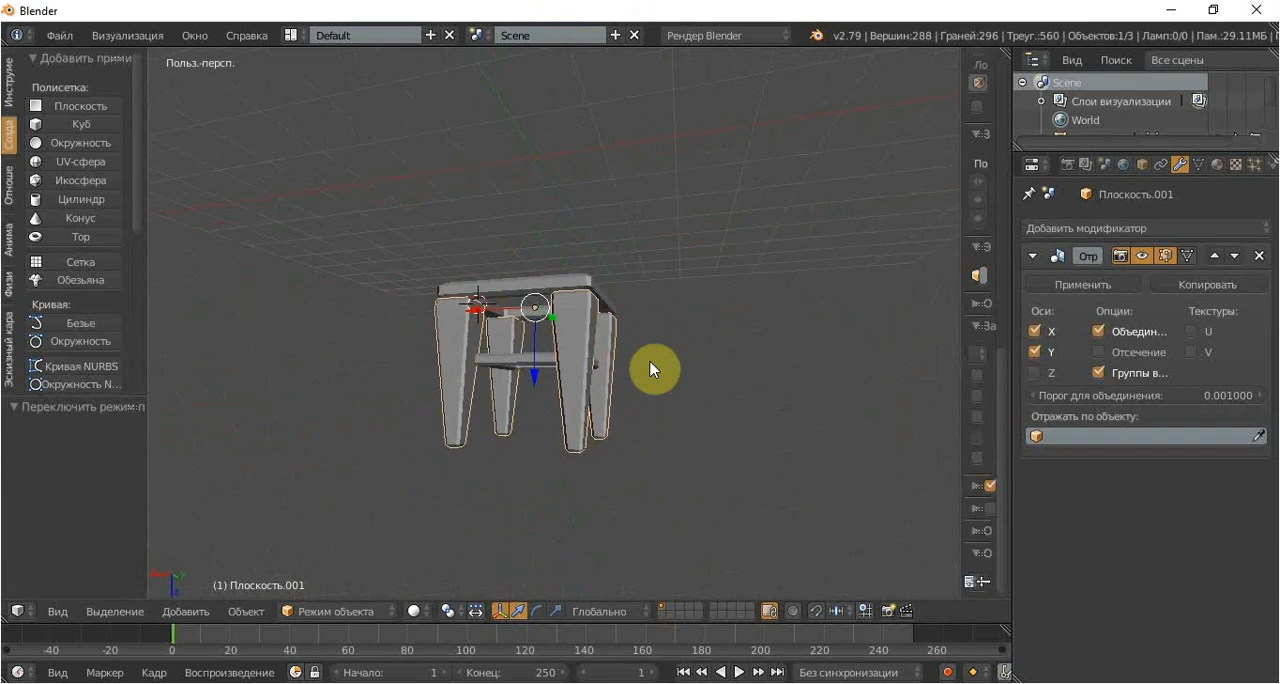 Blender
Файл Визуализация Окно Справка Default Scene Рендер Blender v2.79 | Вершин:288 | Граней:296 | Треуг.:560 | Объектов:1/3 | Ламп:0/0 | Пам.:29.11МБ |
Вид Поиск Все сцены
Scene
Слои визуализации
World
Инструме
Созда
Отноше
Анима
Физи
Эскизный кара
Добавить прими
Полисетка:
Плоскость
Куб
Окружность
UV-сфера
Икосфера
Цилиндр
Конус
Тор
Сетка
Обезьяна
Кривая:
Безье
Окружность
Кривая NURBS
Окружность N...
Переключить режим:п
Польз.-персп.
(1) Плоскость.001
Ло
:З
По
:Э
:О
:За
:О
:О
Плоскость.001
Добавить модификатор
Отр
Применить Копировать
Оси: Опции: Текстуры:
X Объедин... U
Y Отсечение V
Z Группы в...
Порог для объединения: 0.001000
Отражать по объекту:
Вид Выделение Добавить Объект Режим объекта Глобально
-40 -20 0 20 40 60 80 100 120 140 160 180 200 220 240 260
Вид Маркер Кадр Воспроизведение Начало: 1 Конец: 250 1 Без синхронизации